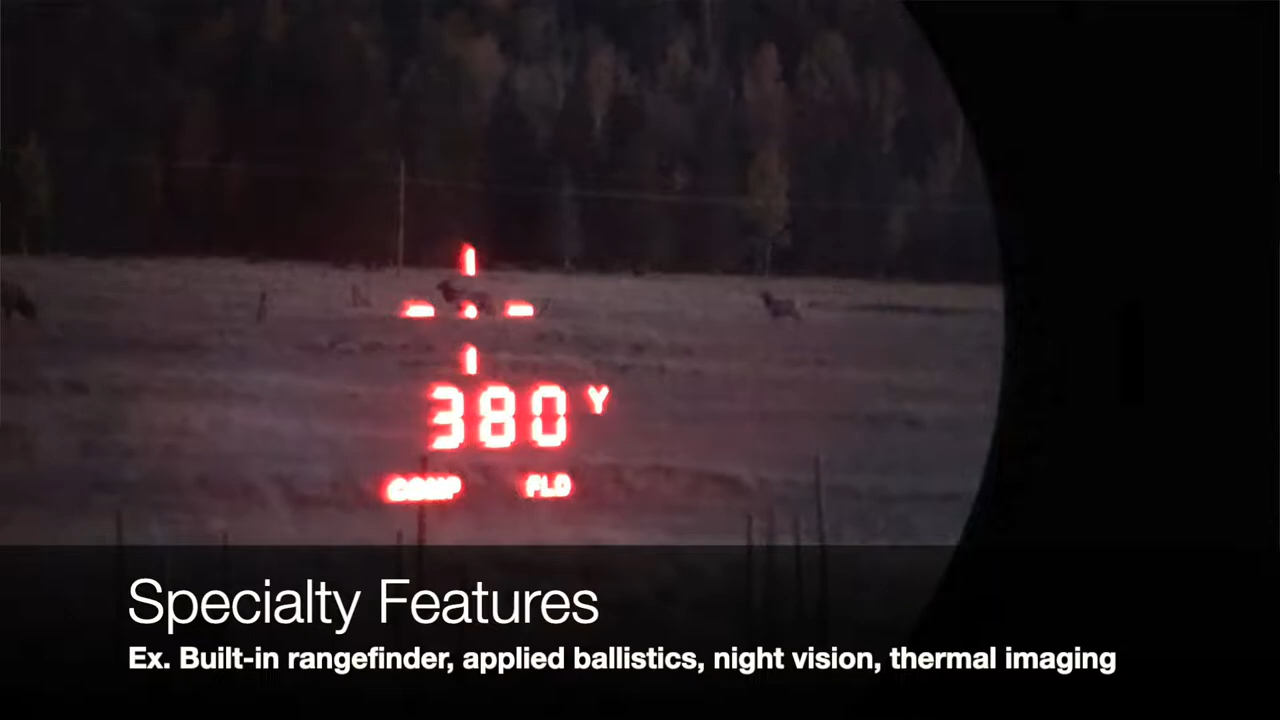 380 Y
COMP FLD
Specialty Features
Ex. Built-in rangefinder, applied ballistics, night vision, thermal imaging